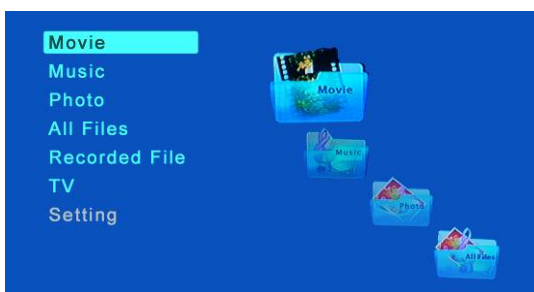 Movie
Music
Photo
All Files
Recorded File
TV
Setting
Movie
Music
Photo
All Files